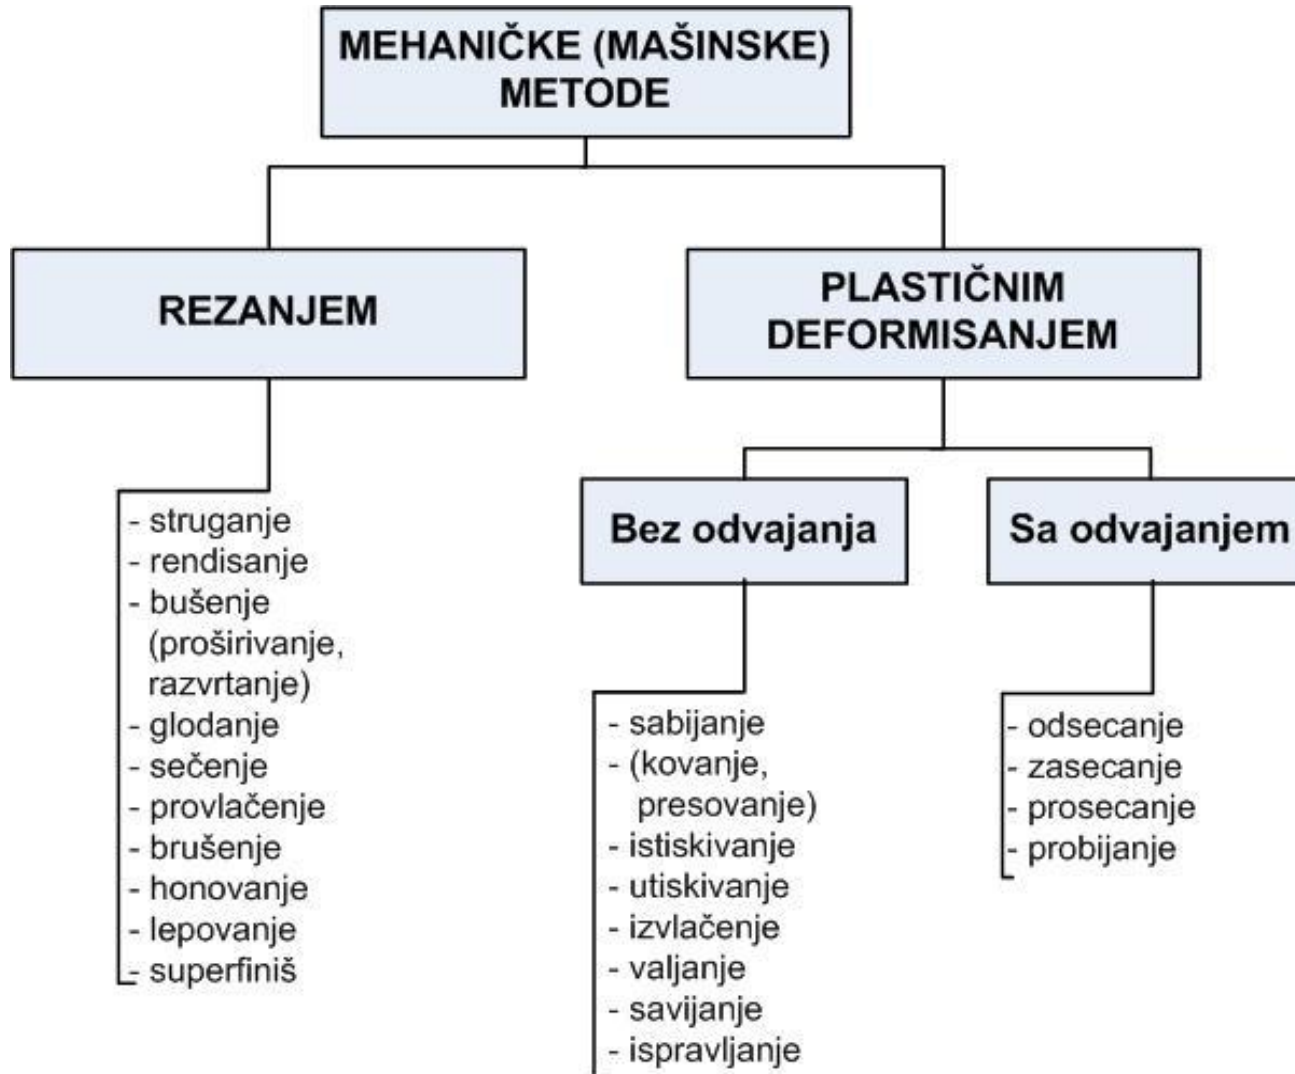 MEHANIČKE (MAŠINSKE)
METODE
REZANJEM
PLASTIČNIM
DEFORMISANJEM
Bez odvajanja
Sa odvajanjem
- struganje
- rendisanje
- bušenje
(proširivanje,
razvrtanje)
- glodanje
- sečenje
- provlačenje
- brušenje
- honovanje
- lepovanje
- superfiniš
- sabijanje
- (kovanje,
presovanje)
- istiskivanje
- utiskivanje
- izvlačenje
- valjanje
- savijanje
- ispravljanje
- odsecanje
- zasecanje
- prosecanje
- probijanje